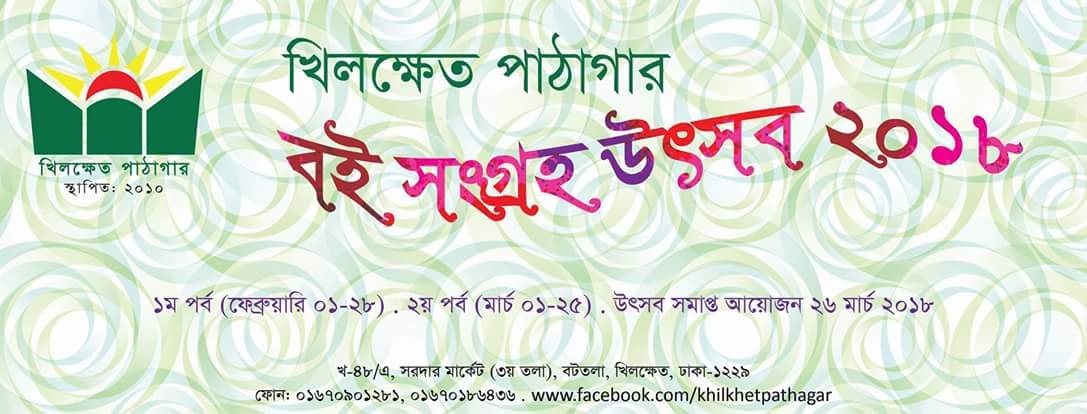 খিলক্ষেত পাঠাগার
বই সংগ্রহ উৎসব ২০১৮
খিলক্ষেত পাঠাগার
স্থাপিত: ২০১০
১ম পর্ব (ফেব্রুয়ারি ০১-২৮) . ২য় পর্ব (মার্চ ০১-২৫) . উৎসব সমাপ্ত আয়োজন ২৬ মার্চ ২০১৮
খ-৪৮/এ, সরদার মার্কেট (৩য় তলা), বটতলা, খিলক্ষেত, ঢাকা-১২২৯
ফোন: ০১৬৭০৯০১২৮১, ০১৬৭০১৮৬৪৩৬ . www.facebook.com/khilkhetpathagar